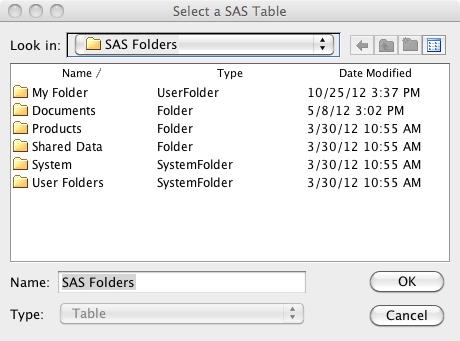 Select a SAS Table
Look in: SAS Folders
Name / Type Date Modified
My Folder UserFolder 10/25/12 3:37 PM
Documents Folder 5/8/12 3:02 PM
Products Folder 3/30/12 10:55 AM
Shared Data Folder 3/30/12 10:55 AM
System SystemFolder 3/30/12 10:55 AM
User Folders SystemFolder 3/30/12 10:55 AM
Name: SAS Folders OK
Type: Table Cancel